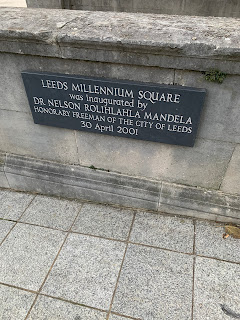 LEEDS MILLENNIUM SQUARE
was inaugurated by
DR NELSON ROLIHLAHLA MANDELA
HONORARY FREEMAN OF THE CITY OF LEEDS
30 April 2001